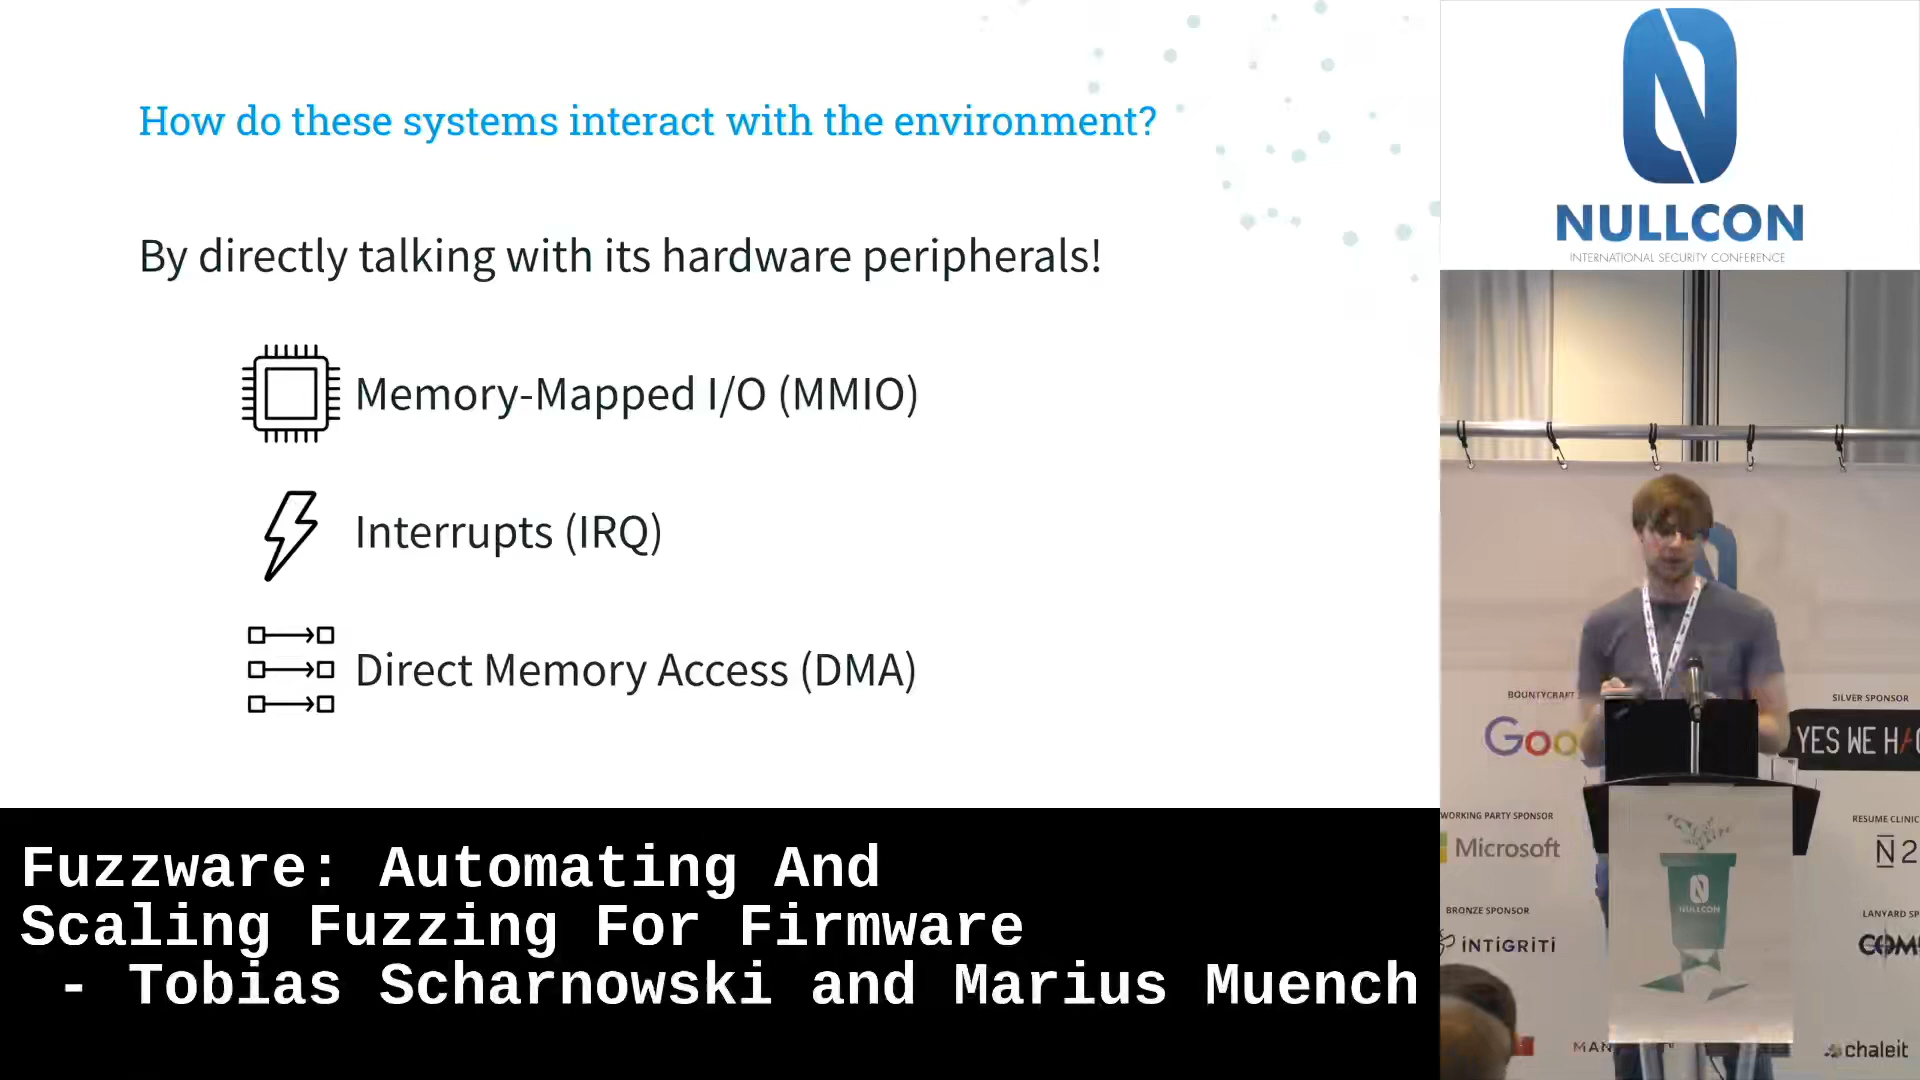 How do these systems interact with the environment?
By directly talking with its hardware peripherals!
Memory-Mapped I/O (MMIO)
Interrupts (IRQ)
Direct Memory Access (DMA)
Fuzzware: Automating And
Scaling Fuzzing For Firmware
- Tobias Scharnowski and Marius Muench
NULLCON
INTERNATIONAL SECURITY CONFERENCE
BOUNTYCRAFT
SILVER SPONSOR
Goo
YES WE HAC
WORKING PARTY SPONSOR
RESUME CLINIC
Microsoft
N2
NULLCON
BRONZE SPONSOR
LANYARD SP
INTIGRITI
COM
MAN
chaleit